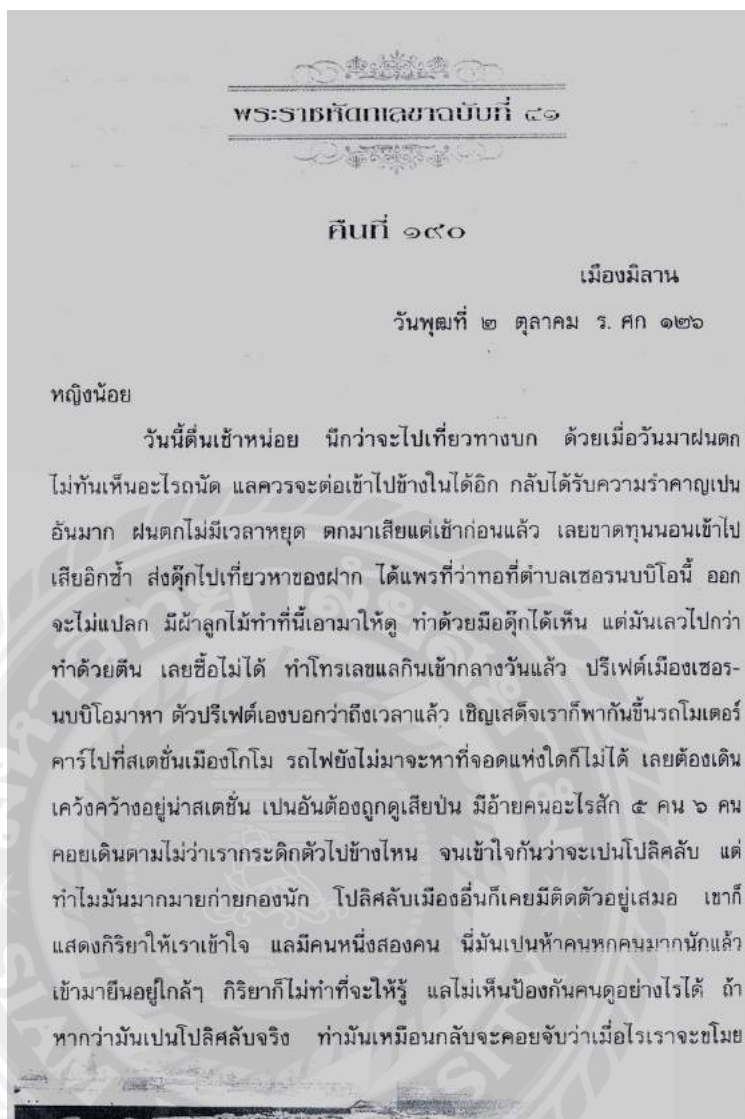 พระราชหัดถเลขาฉบับที่ ๔๑
คืนที่ ๑๙๐
เมืองมิลาน
วันพุฒที่ ๒ ตุลาคม ร. ศก ๑๒๖
หญิงน้อย
วันนี้ตื่นเช้าหน่อย นึกว่าจะไปเที่ยวทางบก ด้วยเมื่อวันมาฝนตก
ไม่ทันเห็นอะไรถนัด แลควรจะต่อเข้าไปข้างในได้อิก กลับได้รับความรำคาญเปน
อันมาก ฝนตกไม่มีเวลาหยุด ตกมาเสียแต่เช้าก่อนแล้ว เลยขาดทุนนอนเข้าไป
เสียอิกซ้ำ ส่งดุ๊กไปเที่ยวหาของฝาก ได้แพรที่ว่าทอที่ตำบลเซอรนบบิโอนี้ ออก
จะไม่แปลก มีผ้าลูกไม้ทำที่นี้เอามาให้ดู ทำด้วยมือดุ๊กได้เห็น แต่มันเลวไปกว่า
ทำด้วยตีน เลยซื้อไม่ได้ ทำโทรเลขแลกินเข้ากลางวันแล้ว ปรีเฟต์เมืองเซอร-
นบบิโอมาหา ตัวปรีเฟต์เองบอกว่าถึงเวลาแล้ว เชิญเสด็จเราก็พากันขึ้นรถโมเตอร์
คาร์ไปที่สเตชั่นเมืองโกโม รถไฟยังไม่มาจะหาที่จอดแห่งใดก็ไม่ได้ เลยต้องเดิน
เคว้งคว้างอยู่น่าสเตชั่น เปนอันต้องถูกดูเสียป่น มีอ้ายคนอะไรสัก ๕ คน ๖ คน
คอยเดินตามไม่ว่าเรากระดิกตัวไปข้างไหน จนเข้าใจกันว่าจะเปนโปลิศลับ แต่
ทำไมมันมากมายก่ายกองนัก โปลิศลับเมืองอื่นก็เคยมีติดตัวอยู่เสมอ เขาก็
แสดงกิริยาให้เราเข้าใจ แลมีคนหนึ่งสองคน นี่มันเปนห้าคนหกคนมากนักแล้ว
เข้ามายืนอยู่ใกล้ๆ กิริยาก็ไม่ทำที่จะให้รู้ แลไม่เห็นป้องกันคนดูอย่างไรได้ ถ้า
หากว่ามันเปนโปลิศลับจริง ท่ามันเหมือนกลับจะคอยจับว่าเมื่อไรเราจะขโมย